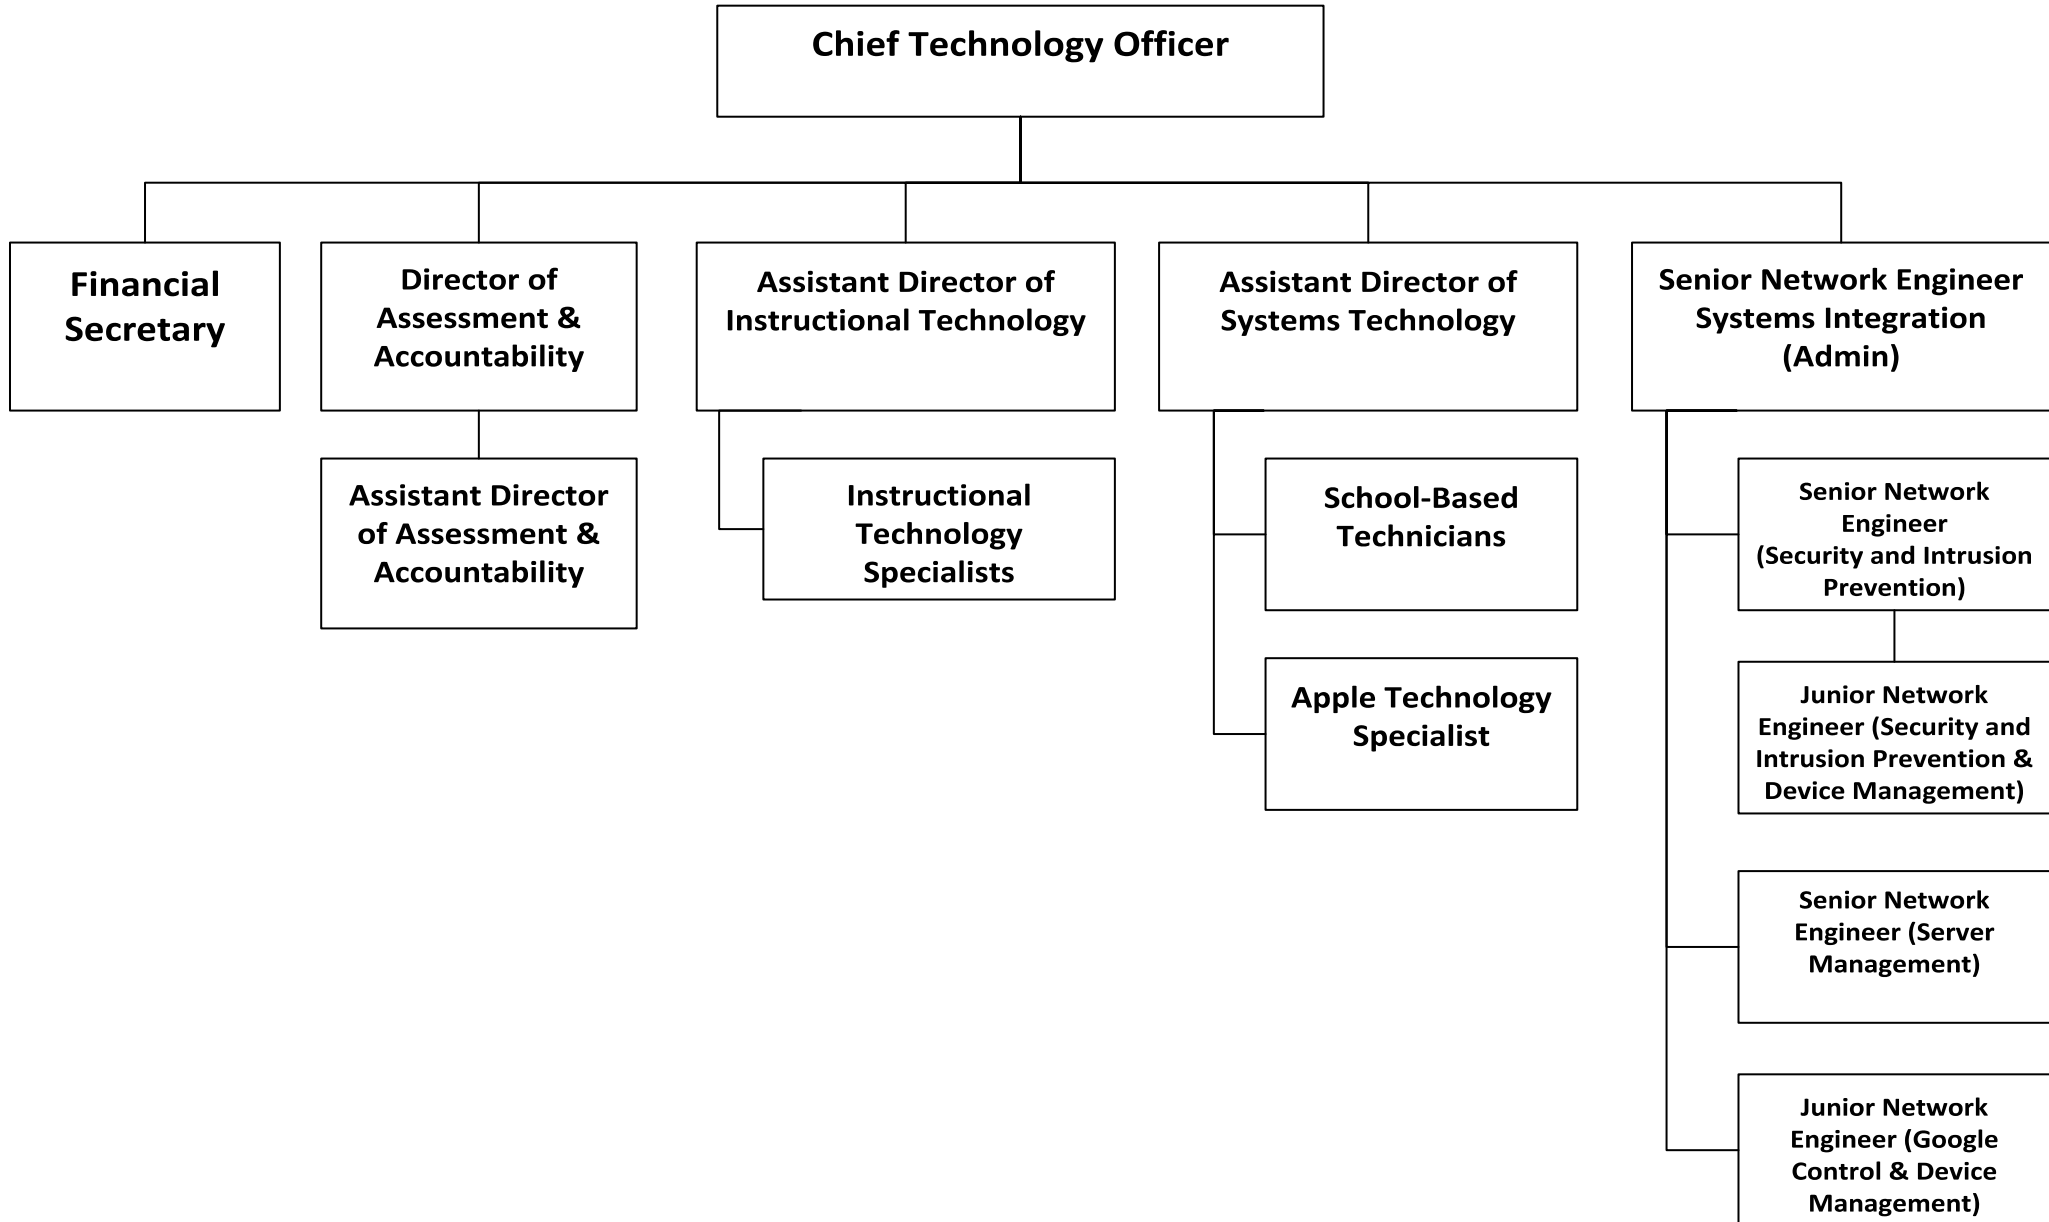 Chief Technology Officer
Financial
Secretary
Director of
Assessment &
Accountability
Assistant Director of
Instructional Technology
Assistant Director of
Systems Technology
Senior Network Engineer
Systems Integration
(Admin)
Assistant Director
of Assessment &
Accountability
Instructional
Technology
Specialists
School-Based
Technicians
Apple Technology
Specialist
Senior Network
Engineer
(Security and Intrusion
Prevention)
Junior Network
Engineer (Security and
Intrusion Prevention &
Device Management)
Senior Network
Engineer (Server
Management)
Junior Network
Engineer (Google
Control & Device
Management)